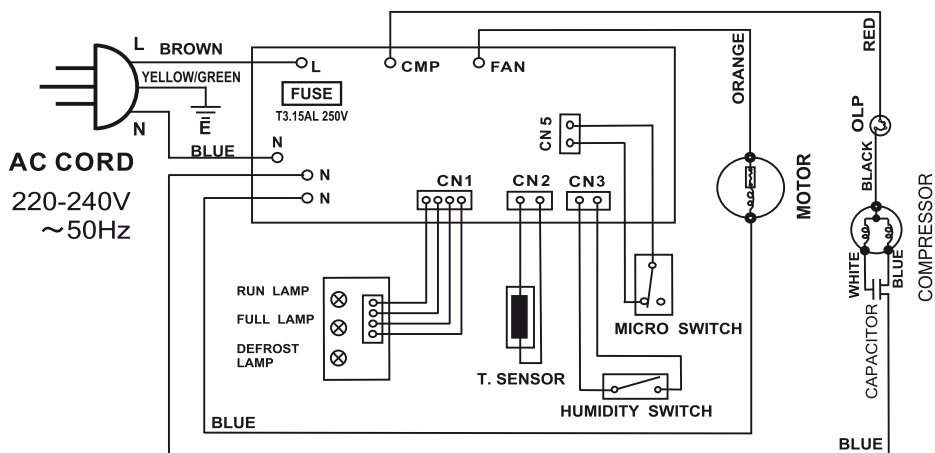 L
BROWN
YELLOW/GREEN
E
N
BLUE
AC CORD
220-240V
～50Hz
L
CMP
FAN
FUSE
T3.15AL 250V
N
N
N
CN1
CN2
CN3
CN 5
ORANGE
RED
OLP
BLACK
MOTOR
COMPRESSOR
WHITE
BLUE
CAPACITOR
RUN LAMP
FULL LAMP
DEFROST
LAMP
T. SENSOR
MICRO SWITCH
HUMIDITY SWITCH
BLUE
BLUE